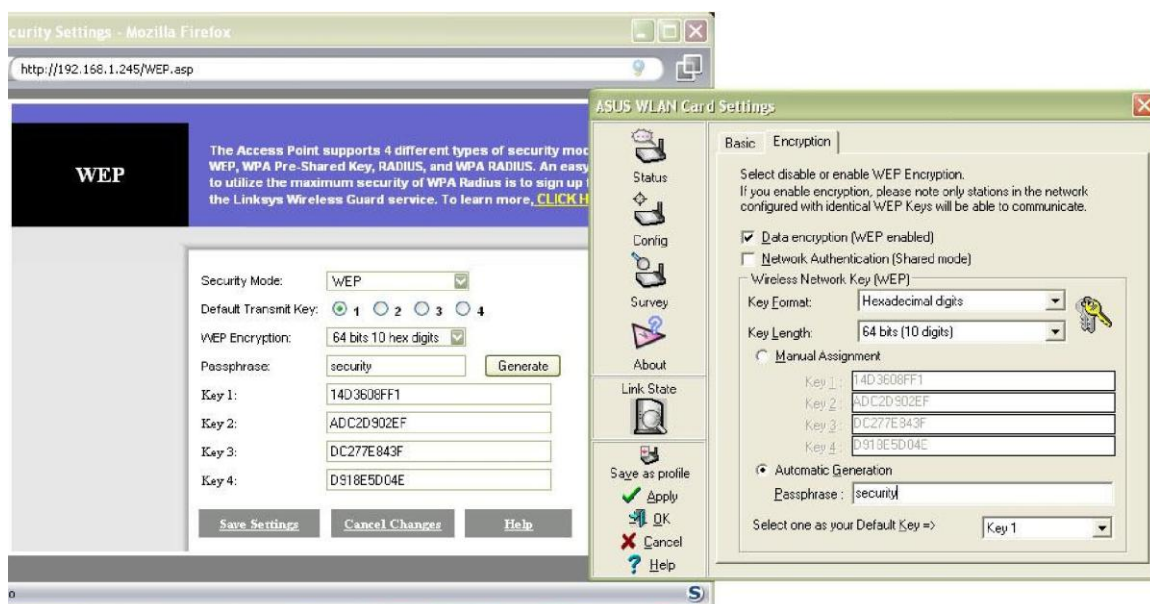 curity Settings - Mozilla Firefox
http://192.168.1.245/WEP.asp
WEP
The Access Point supports 4 different types of security mod
WEP, WPA Pre-Shared Key, RADIUS, and WPA RADIUS. An easy
to utilize the maximum security of WPA Radius is to sign up f
the Linksys Wireless Guard service. To learn more, CLICK H
Security Mode: WEP
Default Transmit Key: 1 2 3 4
WEP Encryption: 64 bits 10 hex digits
Passphrase: security Generate
Key 1: 14D3608FF1
Key 2: ADC2D902EF
Key 3: DC277E843F
Key 4: D918E5D04E
Save Settings Cancel Changes Help
o
S
ASUS WLAN Card Settings
Status
Config
Survey
About
Link State
Save as profile
Apply
OK
Cancel
Help
Basic Encryption
Select disable or enable WEP Encryption.
If you enable encryption, please note only stations in the network
configured with identical WEP Keys will be able to communicate.
Data encryption (WEP enabled)
Network Authentication (Shared mode)
Wireless Network Key (WEP)
Key Format: Hexadecimal digits
Key Length: 64 bits (10 digits)
Manual Assignment
Key 1 : 14D3608FF1
Key 2 : ADC2D902EF
Key 3 : DC277E843F
Key 4 : D918E5D04E
Automatic Generation
Passphrase : security
Select one as your Default Key => Key 1